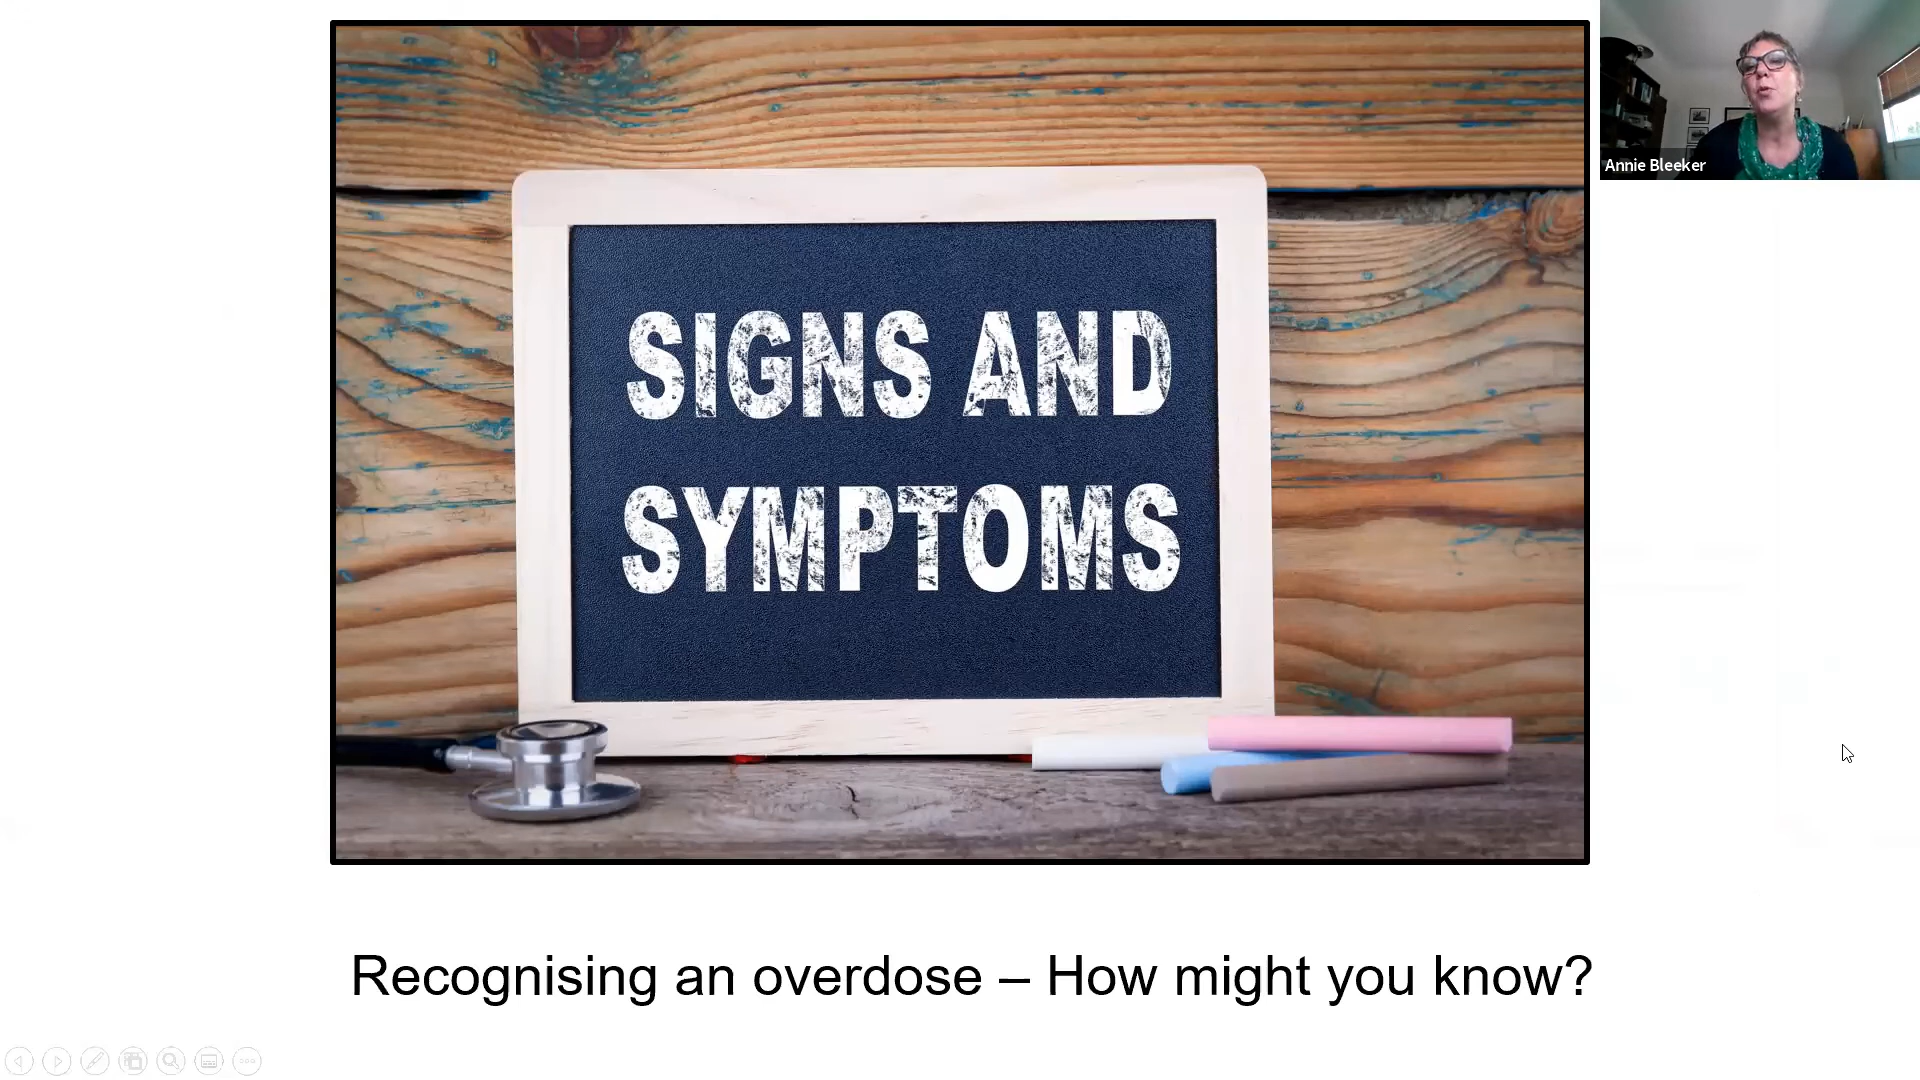 Annie Bleeker
SIGNS AND
SYMPTOMS
Recognising an overdose – How might you know?